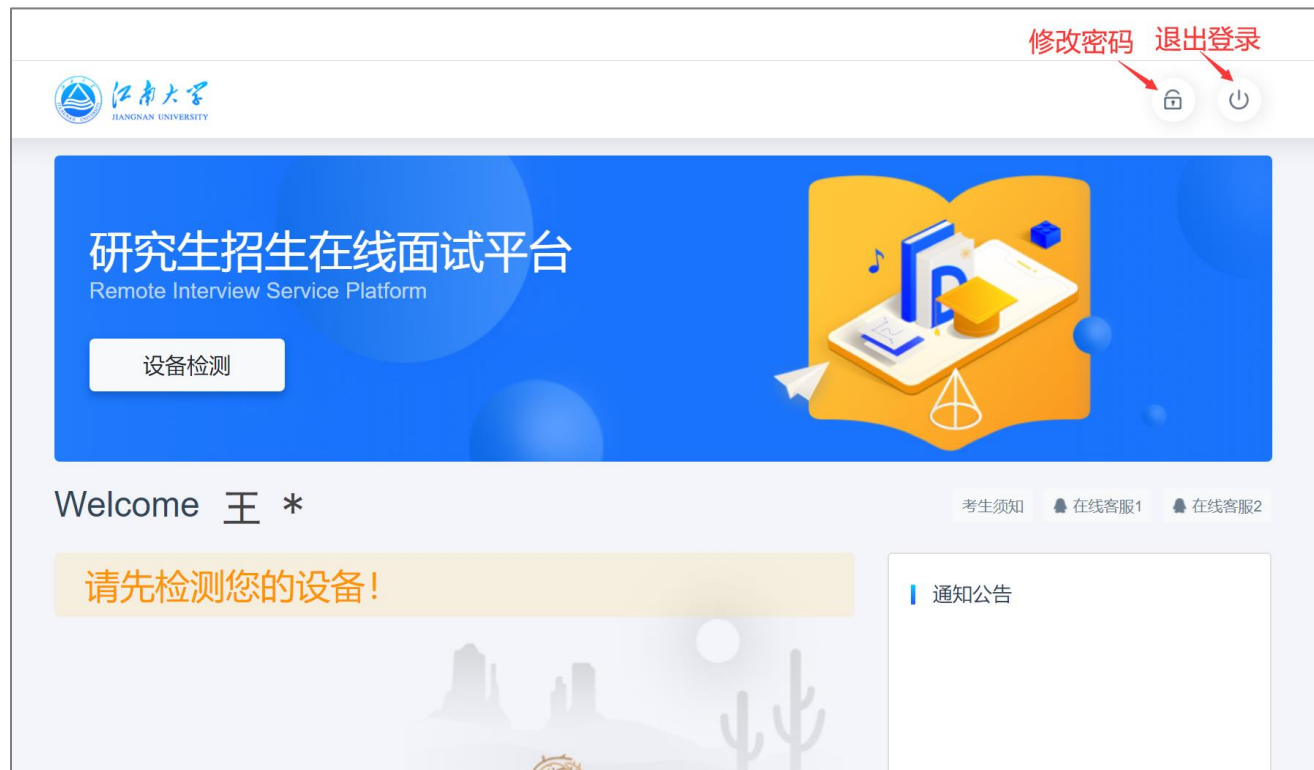 修改密码 退出登录
江南大学
JIANGNAN UNIVERSITY
研究生招生在线面试平台
Remote Interview Service Platform
设备检测
D
Welcome 王 *
考生须知 在线客服1 在线客服2
请先检测您的设备！
通知公告